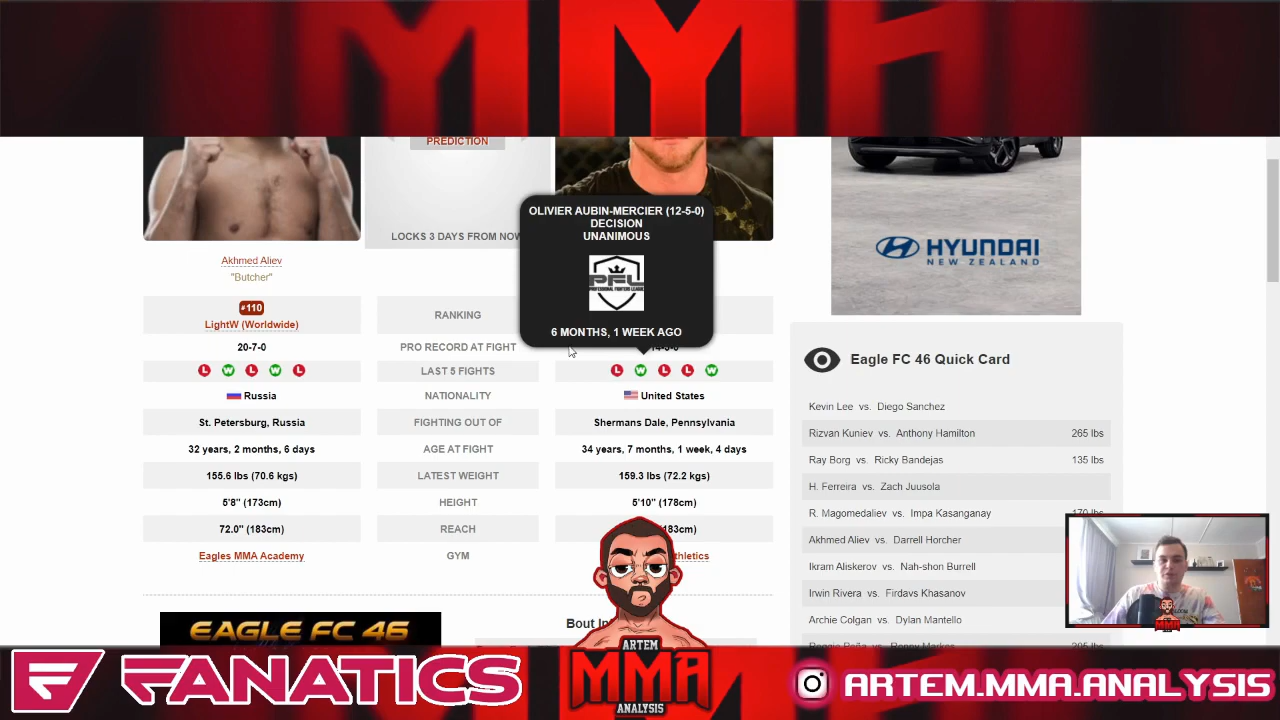 MMA
PREDICTION
LOCKS 3 DAYS FROM NOW
OLIVIER AUBIN-MERCIER (12-5-0)
DECISION
UNANIMOUS
PFL
PROFESSIONAL FIGHTERS LEAGUE
6 MONTHS, 1 WEEK AGO
HYUNDAI
NEW ZEALAND
Akhmed Aliev
"Butcher"
#110
LightW (Worldwide)
RANKING
20-7-0
PRO RECORD AT FIGHT
L W L W L
LAST 5 FIGHTS
L W L L W
Russia
NATIONALITY
United States
St. Petersburg, Russia
FIGHTING OUT OF
Shermans Dale, Pennsylvania
32 years, 2 months, 6 days
AGE AT FIGHT
34 years, 7 months, 1 week, 4 days
155.6 lbs (70.6 kgs)
LATEST WEIGHT
159.3 lbs (72.2 kgs)
5'8" (173cm)
HEIGHT
5'10" (178cm)
72.0" (183cm)
REACH
(183cm)
Eagles MMA Academy
GYM
Eagle FC 46 Quick Card
Kevin Lee vs. Diego Sanchez
Rizvan Kuniev vs. Anthony Hamilton 265 lbs
Ray Borg vs. Ricky Bandejas 135 lbs
H. Ferreira vs. Zach Juusola
R. Magomedaliev vs. Impa Kasanganay 170 lbs
Akhmed Aliev vs. Darrell Horcher
Ikram Aliskerov vs. Nah-shon Burrell
Irwin Rivera vs. Firdavs Khasanov
Archie Colgan vs. Dylan Mantello
EAGLE FC 46
Bout
FANATICS
ARTEM
MMA
ANALYSIS
ARTEM.MMA.ANALYSIS